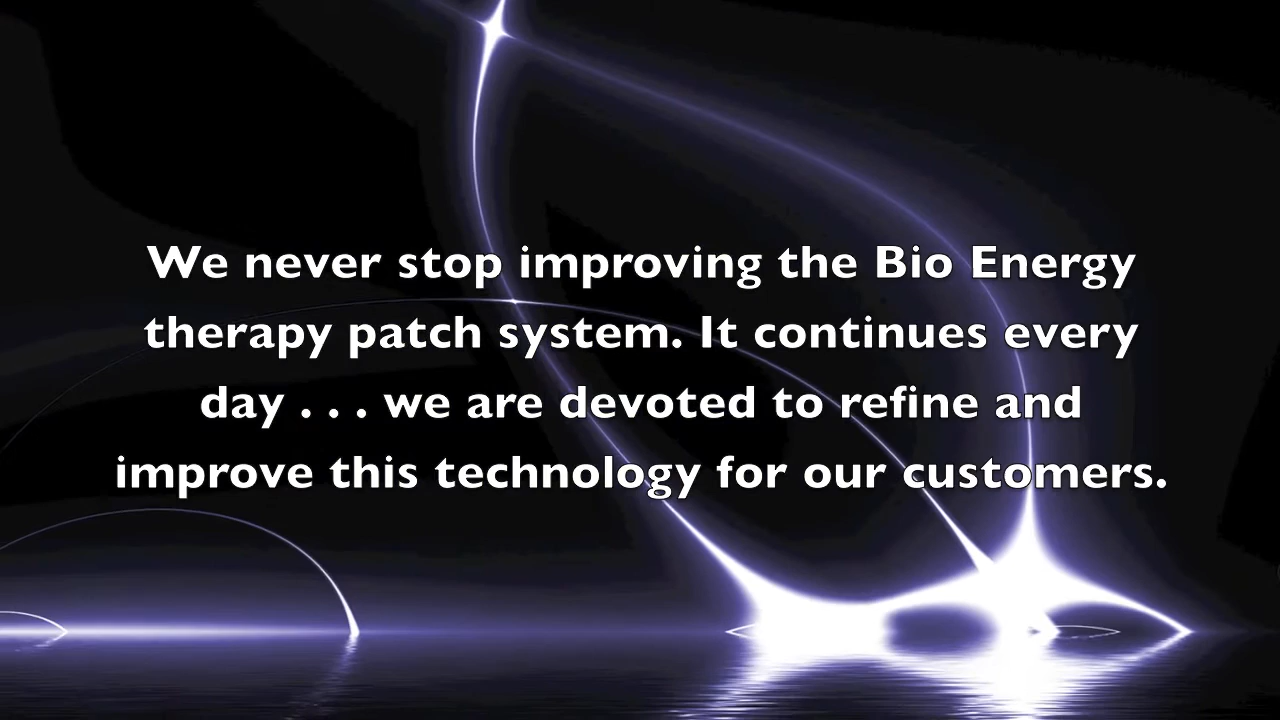 We never stop improving the Bio Energy
therapy patch system. It continues every
day . . . we are devoted to refine and
improve this technology for our customers.